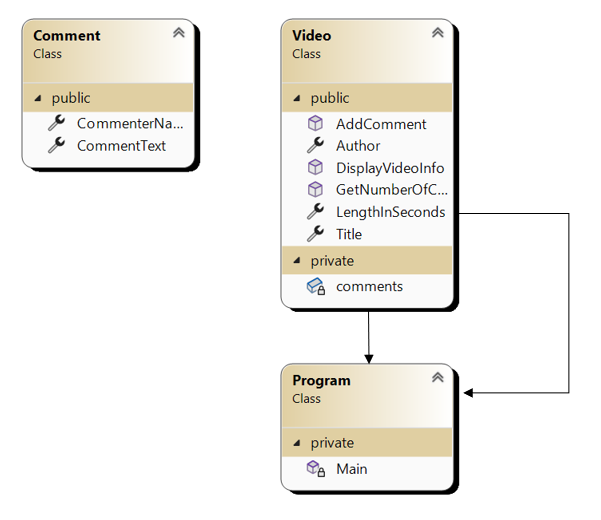 Comment
Class
public
CommenterNa...
CommentText
Video
Class
public
AddComment
Author
DisplayVideoInfo
GetNumberOfC...
LengthInSeconds
Title
private
comments
Program
Class
private
Main